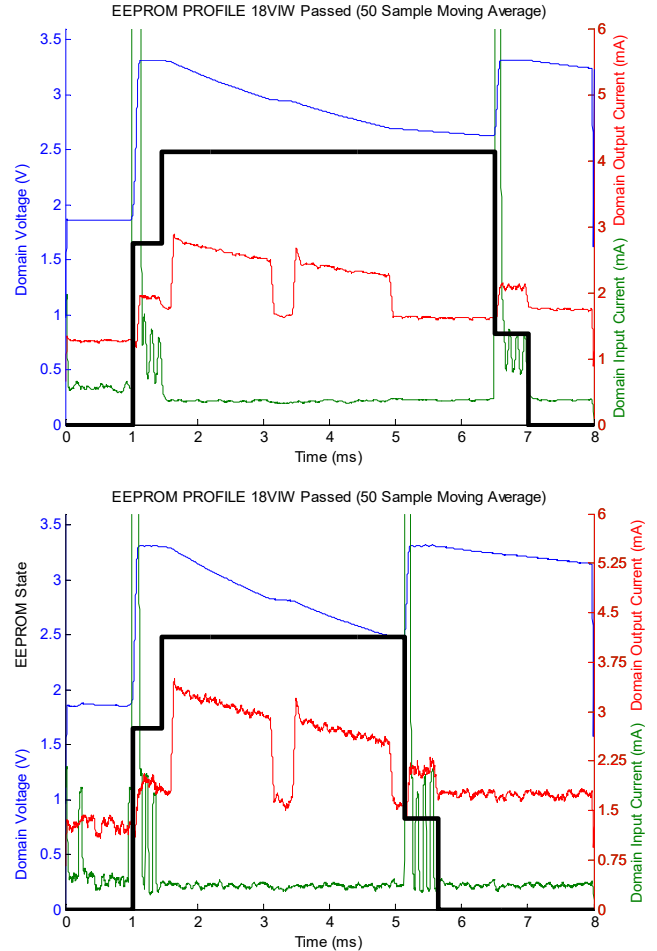 EEPROM PROFILE 18VIW Passed (50 Sample Moving Average)
Domain Voltage (V)
3.5
3
2.5
2
1.5
1
0.5
0
0 1 2 3 4 5 6 7 8
Time (ms)
6
5
4
3
2
1
0
Domain Output Current (mA)
Domain Input Current (mA)
EEPROM PROFILE 18VIW Passed (50 Sample Moving Average)
EEPROM State
Domain Voltage (V)
3.5
3
2.5
2
1.5
1
0.5
0
0 1 2 3 4 5 6 7 8
Time (ms)
6
5.25
4.5
3.75
3
2.25
1.5
0.75
0
Domain Output Current (mA)
Domain Input Current (mA)